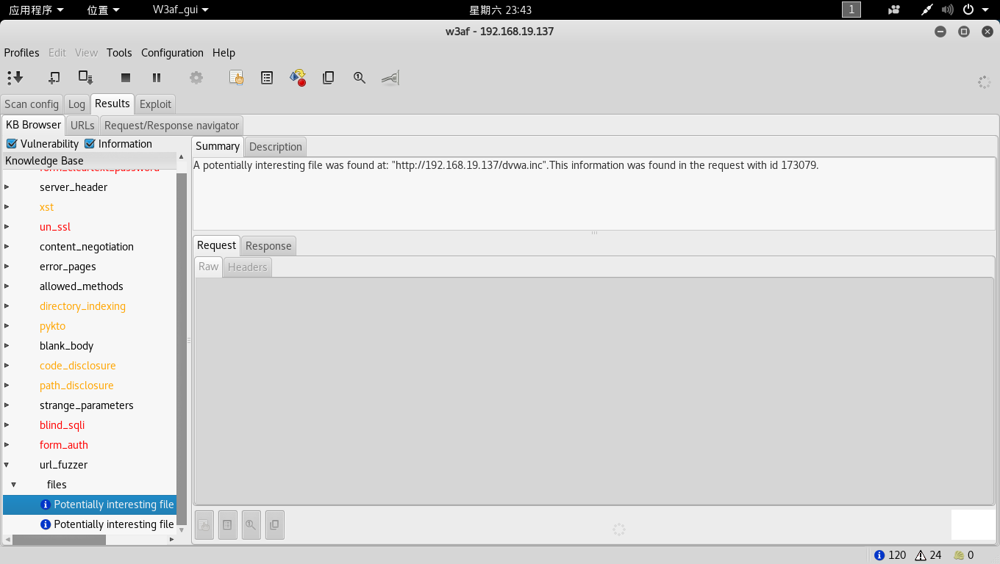 应用程序 位置 W3af_gui 星期六 23:43 1
w3af - 192.168.19.137
Profiles Edit View Tools Configuration Help
Scan config Log Results Exploit
KB Browser URLs Request/Response navigator
Vulnerability Information
Knowledge Base
form_cleartext_password
server_header
xst
un_ssl
content_negotiation
error_pages
allowed_methods
directory_indexing
pykto
blank_body
code_disclosure
path_disclosure
strange_parameters
blind_sqli
form_auth
url_fuzzer
files
Potentially interesting file
Potentially interesting file
Summary Description
A potentially interesting file was found at: "http://192.168.19.137/dvwa.inc".This information was found in the request with id 173079.
Request Response
Raw Headers
120 24 0